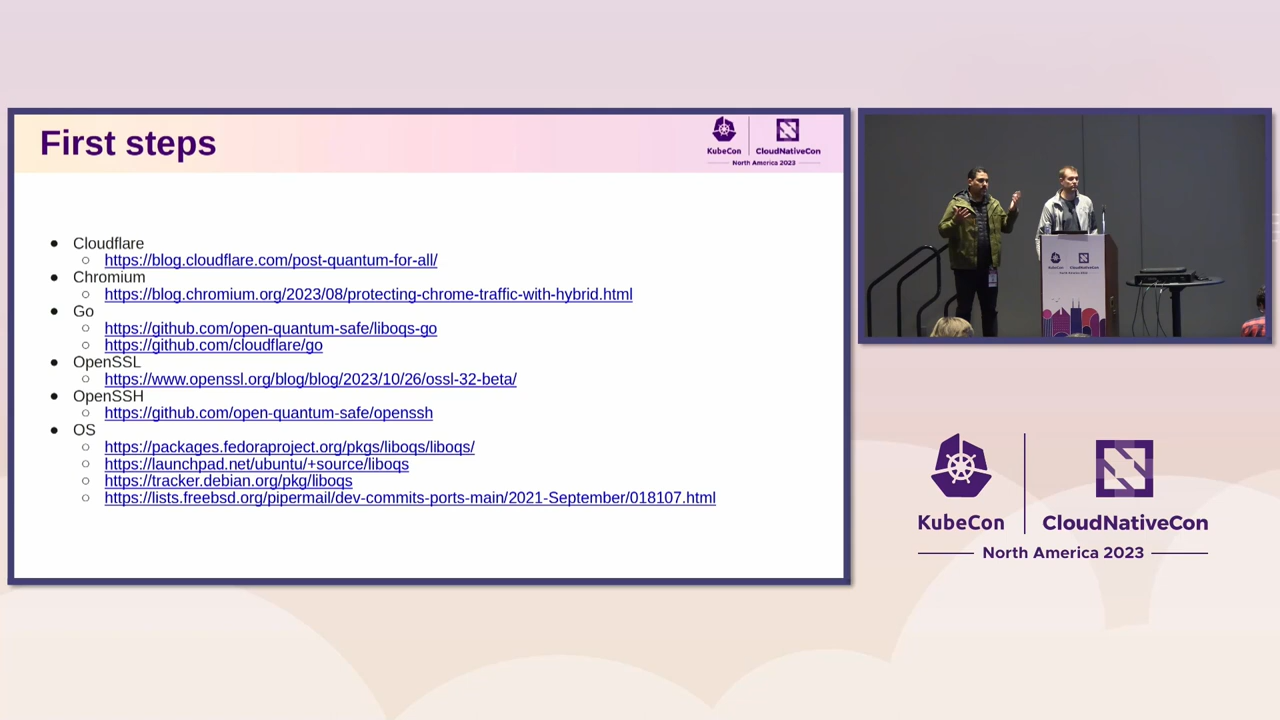 First steps
KubeCon
CloudNativeCon
North America 2023
Cloudflare
https://blog.cloudflare.com/post-quantum-for-all/
Chromium
https://blog.chromium.org/2023/08/protecting-chrome-traffic-with-hybrid.html
Go
https://github.com/open-quantum-safe/liboqs-go
https://github.com/cloudflare/go
OpenSSL
https://www.openssl.org/blog/blog/2023/10/26/ossl-32-beta/
OpenSSH
https://github.com/open-quantum-safe/openssh
OS
https://packages.fedoraproject.org/pkgs/liboqs/liboqs/
https://launchpad.net/ubuntu/+source/liboqs
https://tracker.debian.org/pkg/liboqs
https://lists.freebsd.org/pipermail/dev-commits-ports-main/2021-September/018107.html
KubeCon
CloudNativeCon
North America 2023